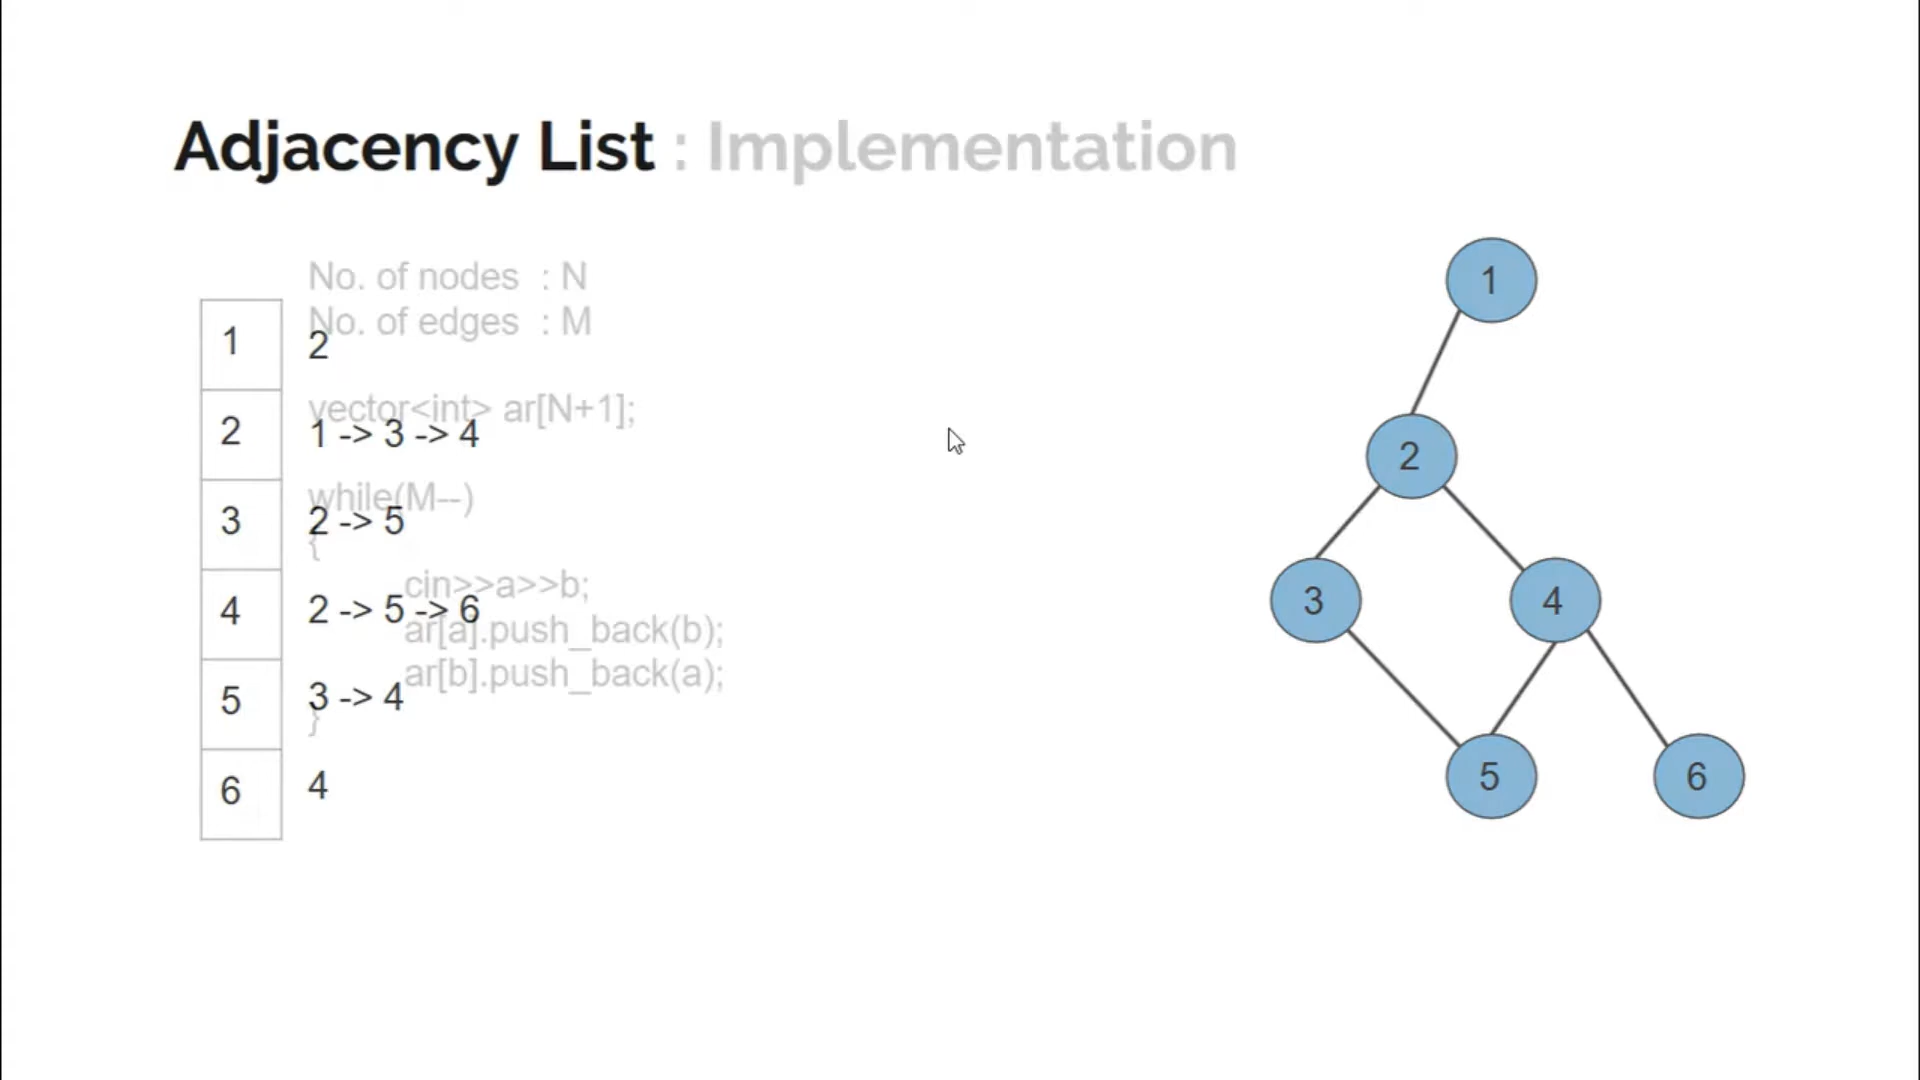 Adjacency List : Implementation
No. of nodes : N
No. of edges : M
vector<int> ar[N+1];
while(M--)
{
cin>>a>>b;
ar[a].push_back(b);
ar[b].push_back(a);
}
1 2
2 1 -> 3 -> 4
3 2 -> 5
4 2 -> 5 -> 6
5 3 -> 4
6 4
1
2
3 4
5 6